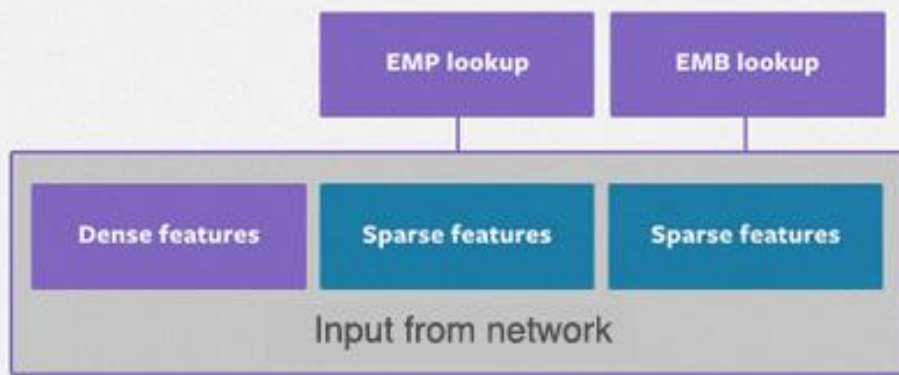 EMP lookup EMB lookup
Dense features Sparse features Sparse features
Input from network